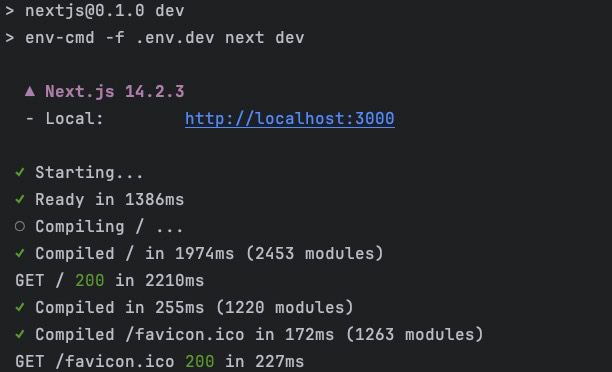 > nextjs@0.1.0 dev
> env-cmd -f .env.dev next dev
▲ Next.js 14.2.3
- Local: http://localhost:3000
✓ Starting...
✓ Ready in 1386ms
○ Compiling / ...
✓ Compiled / in 1974ms (2453 modules)
GET / 200 in 2210ms
✓ Compiled in 255ms (1220 modules)
✓ Compiled /favicon.ico in 172ms (1263 modules)
GET /favicon.ico 200 in 227ms